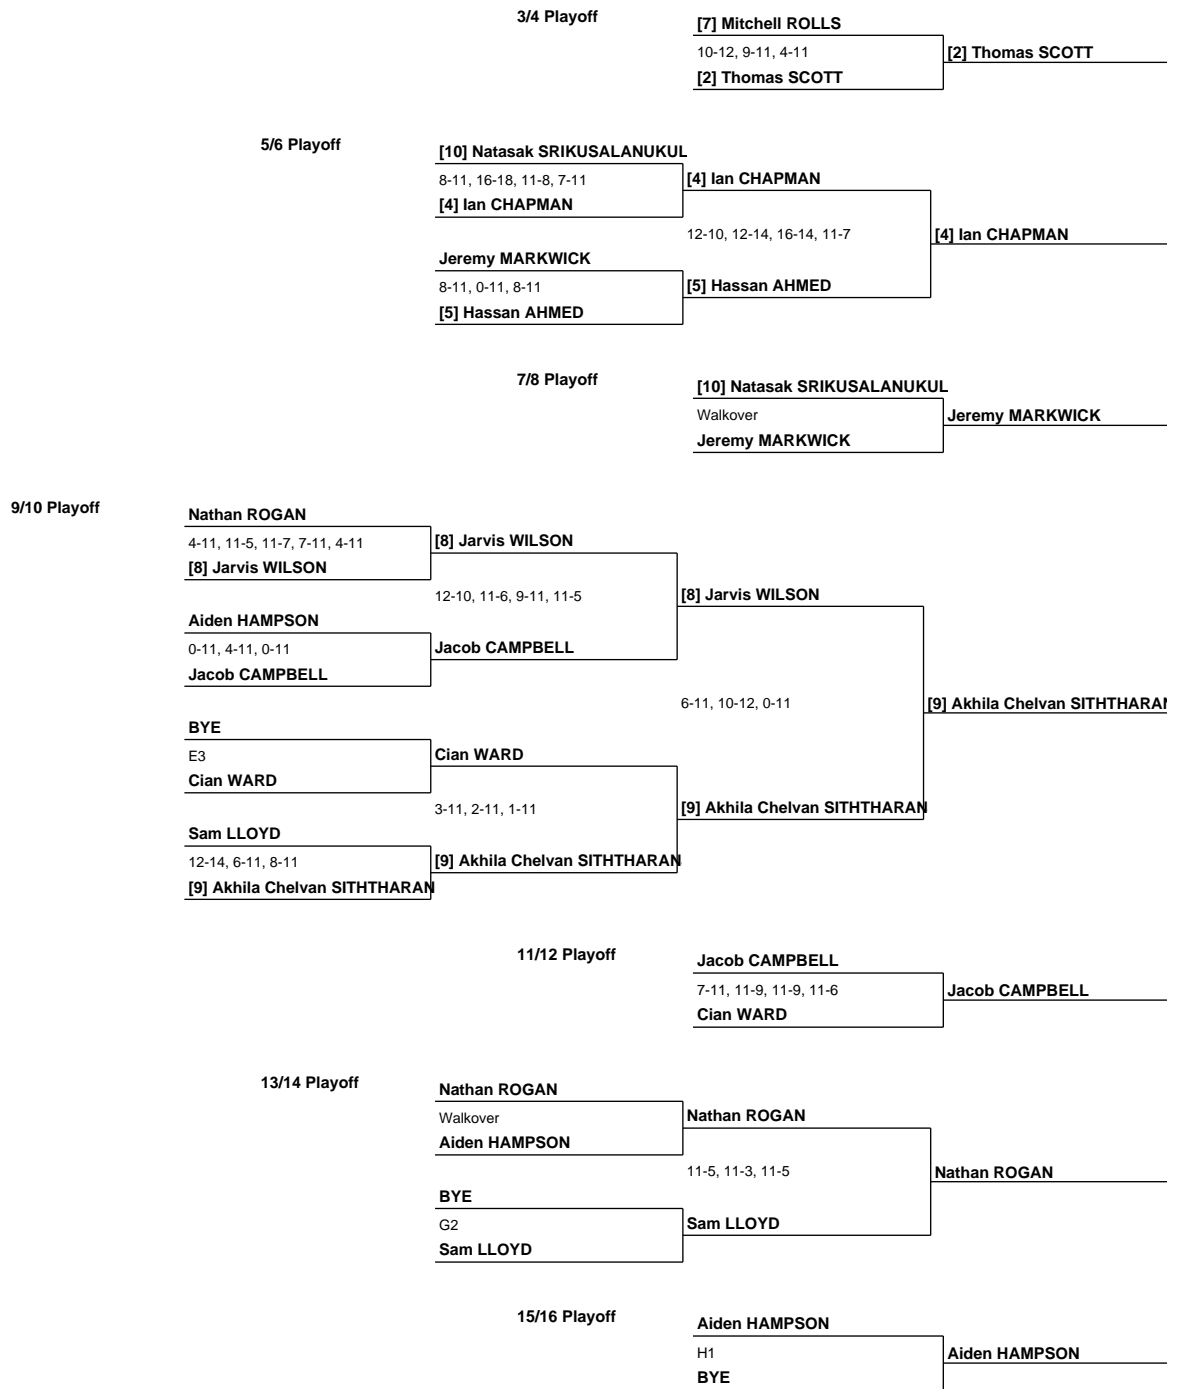 3/4 Playoff
[7] Mitchell ROLLS
10-12, 9-11, 4-11
[2] Thomas SCOTT
[2] Thomas SCOTT
5/6 Playoff
[10] Natasak SRIKUSALANUKUL
8-11, 16-18, 11-8, 7-11
[4] Ian CHAPMAN
[4] Ian CHAPMAN
12-10, 12-14, 16-14, 11-7
[4] Ian CHAPMAN
Jeremy MARKWICK
8-11, 0-11, 8-11
[5] Hassan AHMED
[5] Hassan AHMED
7/8 Playoff
[10] Natasak SRIKUSALANUKUL
Walkover
Jeremy MARKWICK
Jeremy MARKWICK
9/10 Playoff
Nathan ROGAN
4-11, 11-5, 11-7, 7-11, 4-11
[8] Jarvis WILSON
[8] Jarvis WILSON
12-10, 11-6, 9-11, 11-5
[8] Jarvis WILSON
Aiden HAMPSON
0-11, 4-11, 0-11
Jacob CAMPBELL
Jacob CAMPBELL
6-11, 10-12, 0-11
[9] Akhila Chelvan SITHTHARAN
BYE
E3
Cian WARD
Cian WARD
3-11, 2-11, 1-11
[9] Akhila Chelvan SITHTHARAN
Sam LLOYD
12-14, 6-11, 8-11
[9] Akhila Chelvan SITHTHARAN
[9] Akhila Chelvan SITHTHARAN
11/12 Playoff
Jacob CAMPBELL
7-11, 11-9, 11-9, 11-6
Jacob CAMPBELL
Cian WARD
13/14 Playoff
Nathan ROGAN
Walkover
Nathan ROGAN
Aiden HAMPSON
11-5, 11-3, 11-5
Nathan ROGAN
BYE
G2
Sam LLOYD
Sam LLOYD
15/16 Playoff
Aiden HAMPSON
H1
Aiden HAMPSON
BYE